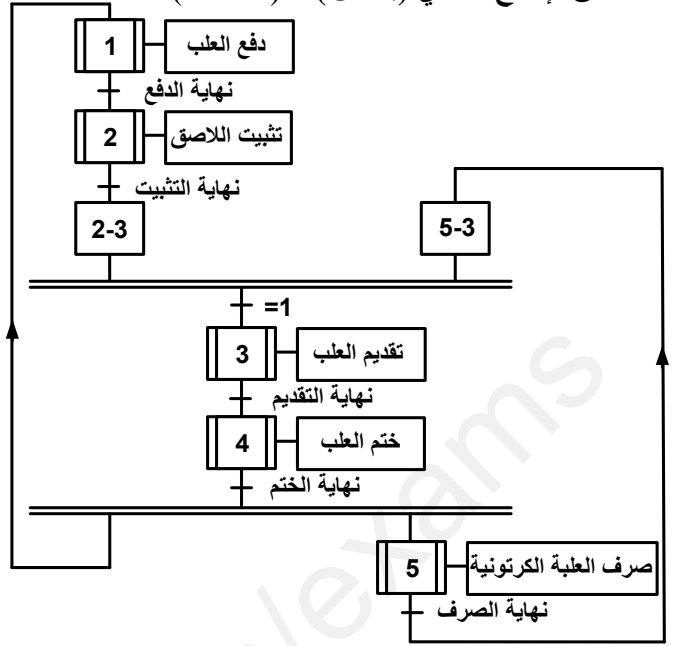 1 دفع العلب
نهاية الدفع
2 تثبيت اللاصق
نهاية التثبيت
2-3
5-3
=1
3 تقديم العلب
نهاية التقديم
4 ختم العلب
نهاية الختم
5 صرف العلبة الكرتونية
نهاية الصرف
/exams